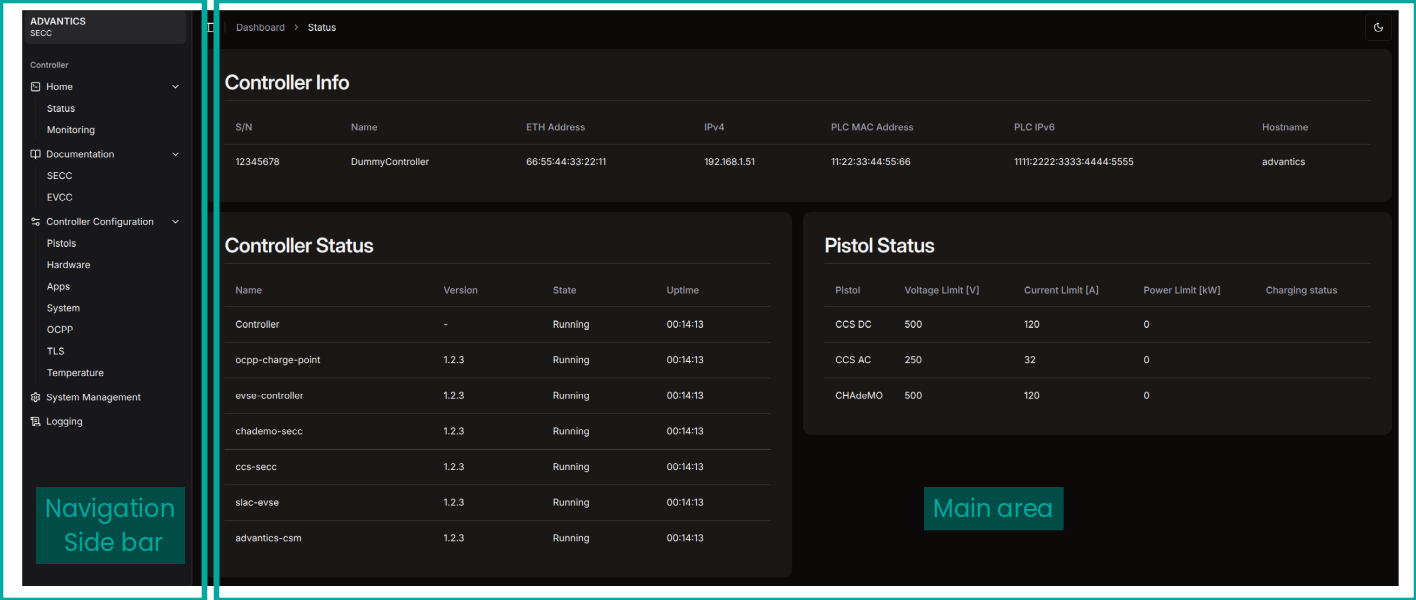 ADVANTICS
SECC
Controller
Home
Status
Monitoring
Documentation
SECC
EVCC
Controller Configuration
Pistols
Hardware
Apps
System
OCPP
TLS
Temperature
System Management
Logging
Navigation
Side bar
Dashboard > Status
Controller Info
S/N Name ETH Address IPv4 PLC MAC Address PLC IPv6 Hostname
12345678 DummyController 66:55:44:33:22:11 192.168.1.51 11:22:33:44:55:66 1111:2222:3333:4444:5555 advantics
Controller Status
Name Version State Uptime
Controller - Running 00:14:13
ocpp-charge-point 1.2.3 Running 00:14:13
evse-controller 1.2.3 Running 00:14:13
chademo-secc 1.2.3 Running 00:14:13
ccs-secc 1.2.3 Running 00:14:13
slac-evse 1.2.3 Running 00:14:13
advantics-csm 1.2.3 Running 00:14:13
Pistol Status
Pistol Voltage Limit [V] Current Limit [A] Power Limit [kW] Charging status
CCS DC 500 120 0
CCS AC 250 32 0
CHAdeMO 500 120 0
Main area